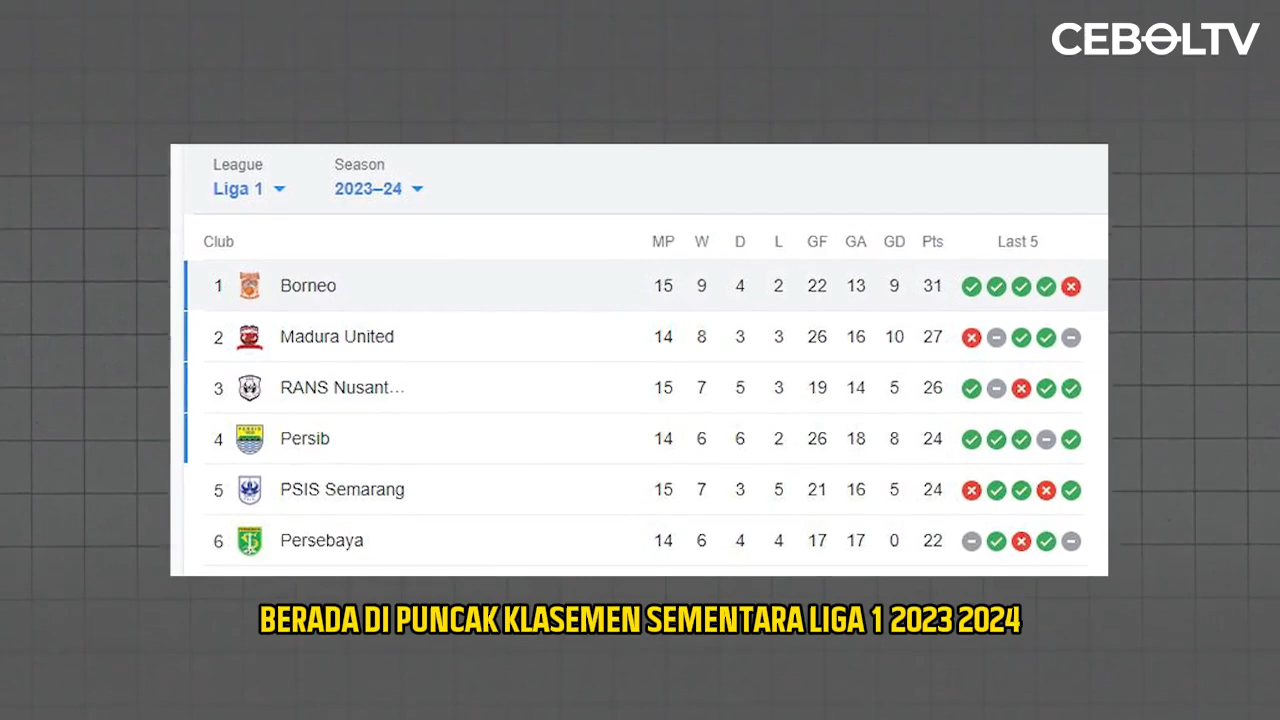 CEBOLTV
League Season
Liga 1 2023–24
Club MP W D L GF GA GD Pts Last 5
1 Borneo 15 9 4 2 22 13 9 31
2 Madura United 14 8 3 3 26 16 10 27
3 RANS Nusant... 15 7 5 3 19 14 5 26
4 Persib 14 6 6 2 26 18 8 24
5 PSIS Semarang 15 7 3 5 21 16 5 24
6 Persebaya 14 6 4 4 17 17 0 22
BERADA DI PUNCAK KLASEMEN SEMENTARA LIGA 1 2023 2024